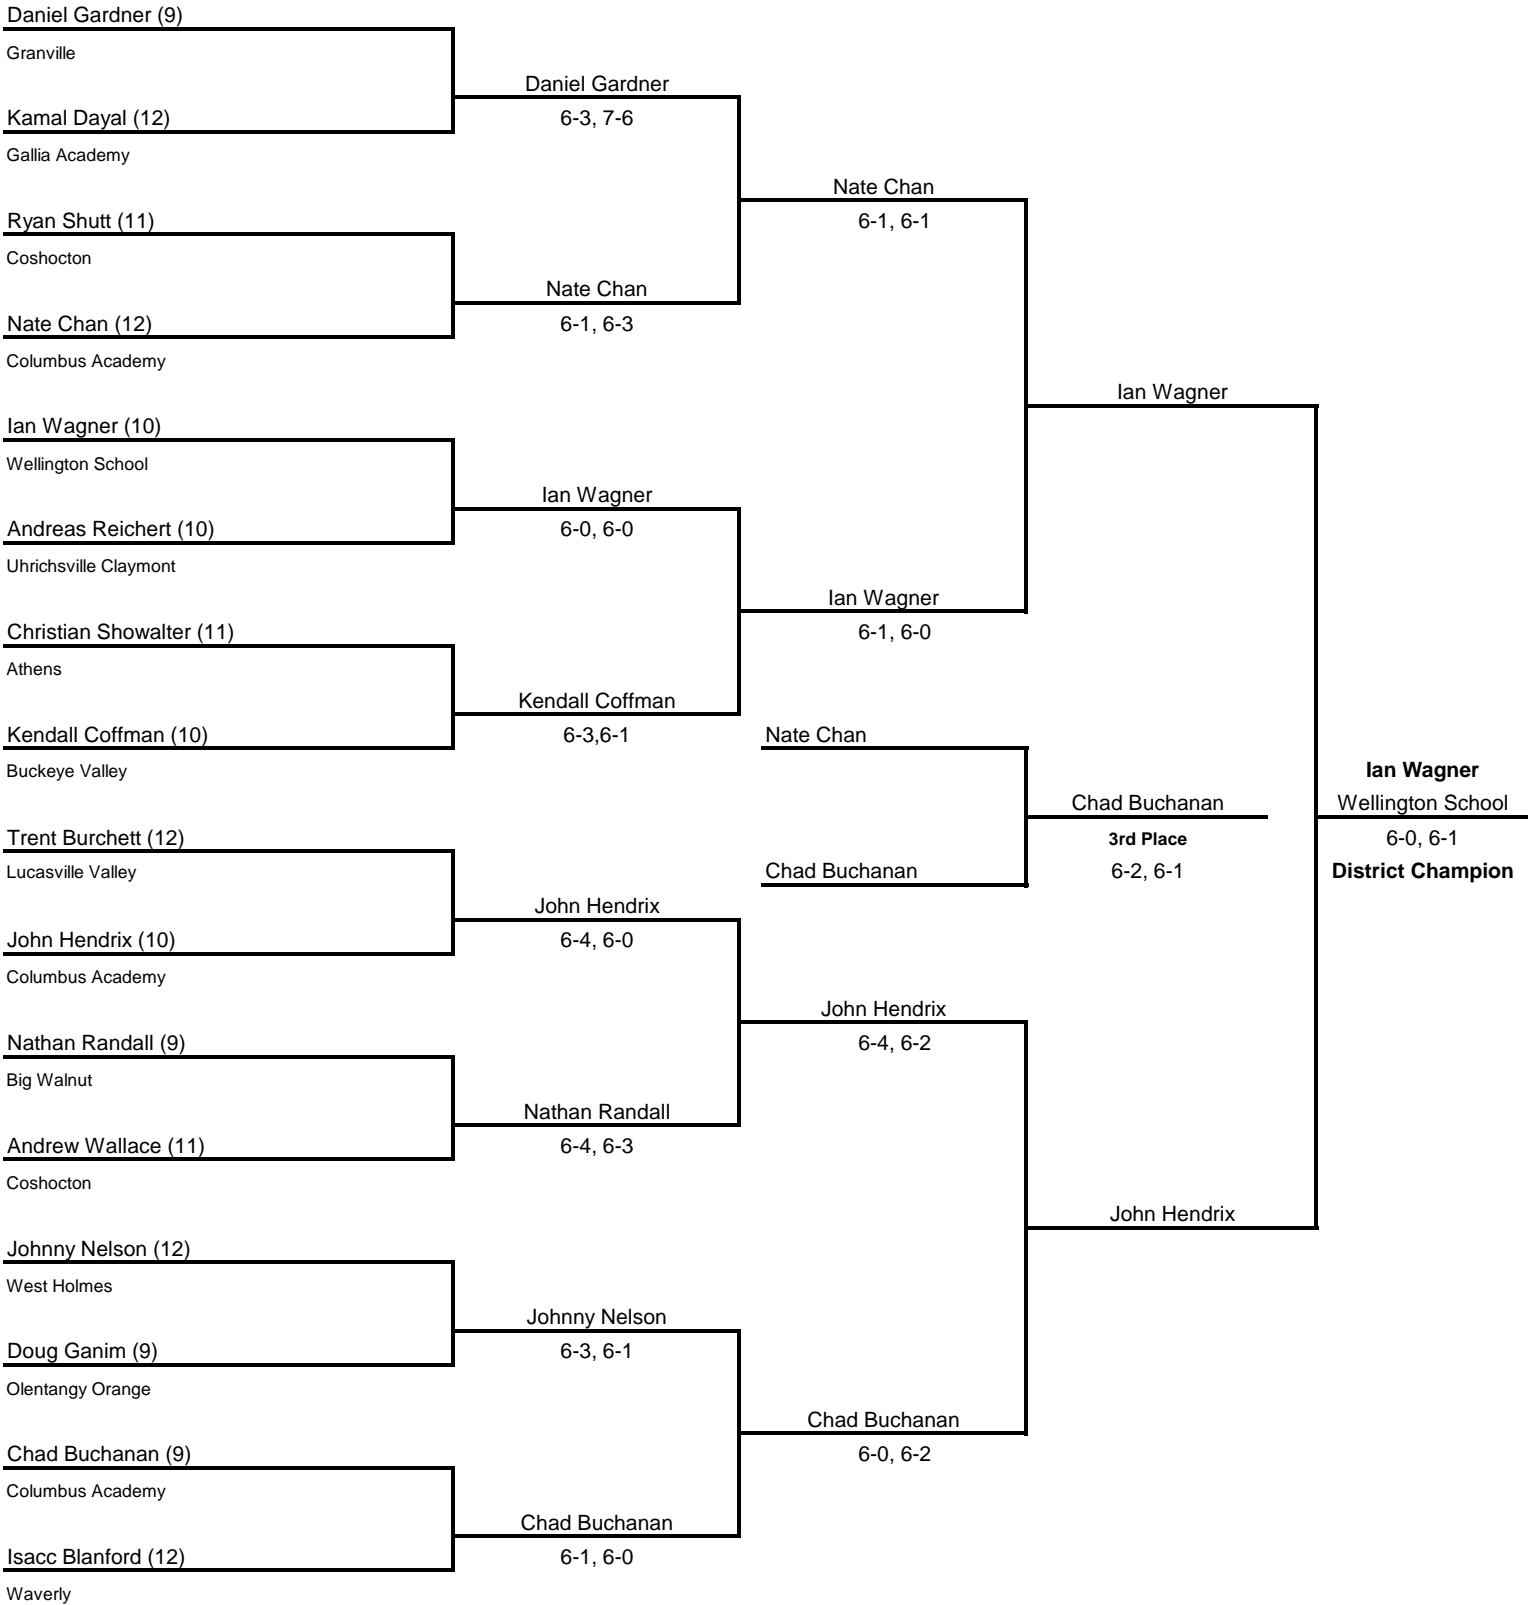 Daniel Gardner (9)
Granville
Daniel Gardner
Kamal Dayal (12)
6-3, 7-6
Gallia Academy
Nate Chan
Ryan Shutt (11)
6-1, 6-1
Coshocton
Nate Chan
Nate Chan (12)
6-1, 6-3
Columbus Academy
Ian Wagner
Ian Wagner (10)
Wellington School
Ian Wagner
Andreas Reichert (10)
6-0, 6-0
Uhrichsville Claymont
Ian Wagner
Christian Showalter (11)
6-1, 6-0
Athens
Kendall Coffman
Kendall Coffman (10)
6-3,6-1
Nate Chan
Buckeye Valley
Ian Wagner
Chad Buchanan
Wellington School
Trent Burchett (12)
3rd Place
6-0, 6-1
Lucasville Valley
Chad Buchanan
6-2, 6-1
District Champion
John Hendrix
John Hendrix (10)
6-4, 6-0
Columbus Academy
John Hendrix
Nathan Randall (9)
6-4, 6-2
Big Walnut
Nathan Randall
Andrew Wallace (11)
6-4, 6-3
Coshocton
John Hendrix
Johnny Nelson (12)
West Holmes
Johnny Nelson
Doug Ganim (9)
6-3, 6-1
Olentangy Orange
Chad Buchanan
Chad Buchanan (9)
6-0, 6-2
Columbus Academy
Chad Buchanan
Isacc Blanford (12)
6-1, 6-0
Waverly